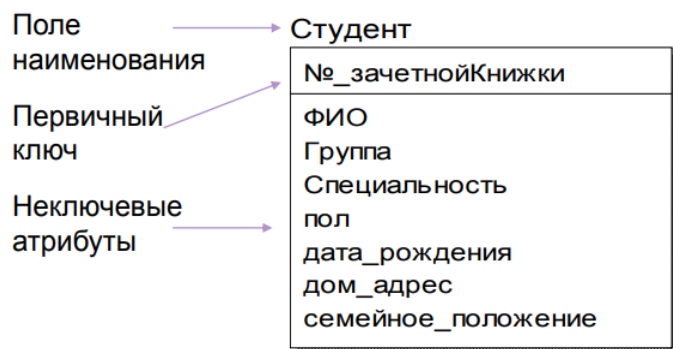 Поле
наименования
Первичный
ключ
Неключевые
атрибуты
Студент
№_зачетнойКнижки
ФИО
Группа
Специальность
пол
дата_рождения
дом_адрес
семейное_положение